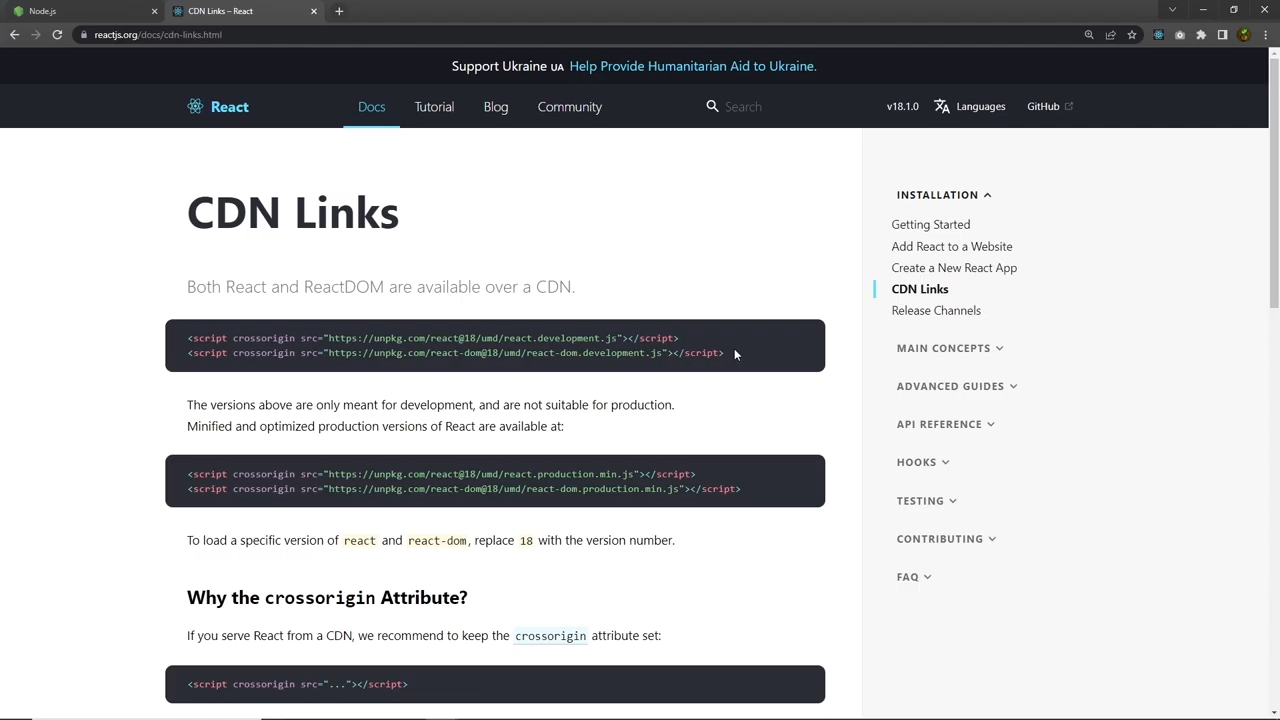 Node.js
CDN Links – React
reactjs.org/docs/cdn-links.html
Support Ukraine UA Help Provide Humanitarian Aid to Ukraine.
React
Docs
Tutorial
Blog
Community
Search
v18.1.0
Languages
GitHub
CDN Links
Both React and ReactDOM are available over a CDN.
<script crossorigin src="https://unpkg.com/react@18/umd/react.development.js"></script>
<script crossorigin src="https://unpkg.com/react-dom@18/umd/react-dom.development.js"></script>
The versions above are only meant for development, and are not suitable for production.
Minified and optimized production versions of React are available at:
<script crossorigin src="https://unpkg.com/react@18/umd/react.production.min.js"></script>
<script crossorigin src="https://unpkg.com/react-dom@18/umd/react-dom.production.min.js"></script>
To load a specific version of react and react-dom, replace 18 with the version number.
Why the crossorigin Attribute?
If you serve React from a CDN, we recommend to keep the crossorigin attribute set:
<script crossorigin src="..."></script>
INSTALLATION
Getting Started
Add React to a Website
Create a New React App
CDN Links
Release Channels
MAIN CONCEPTS
ADVANCED GUIDES
API REFERENCE
HOOKS
TESTING
CONTRIBUTING
FAQ